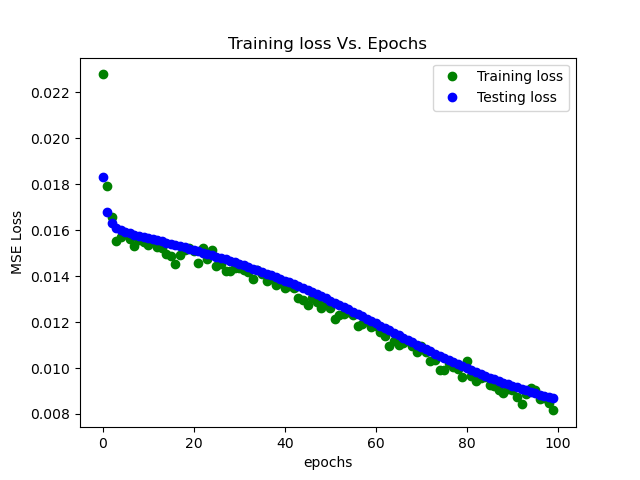 Training loss Vs. Epochs
Training loss
Testing loss
MSE Loss
0.022
0.020
0.018
0.016
0.014
0.012
0.010
0.008
0 20 40 60 80 100
epochs